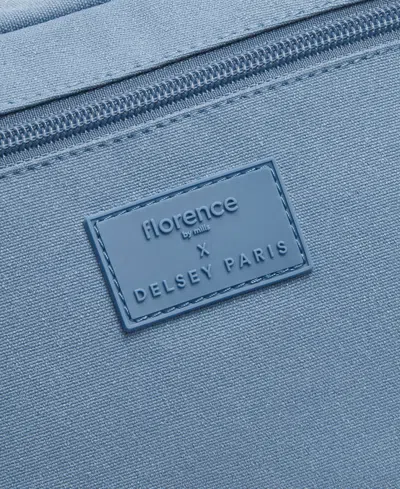 florence
by mills
X
DELSEY PARIS